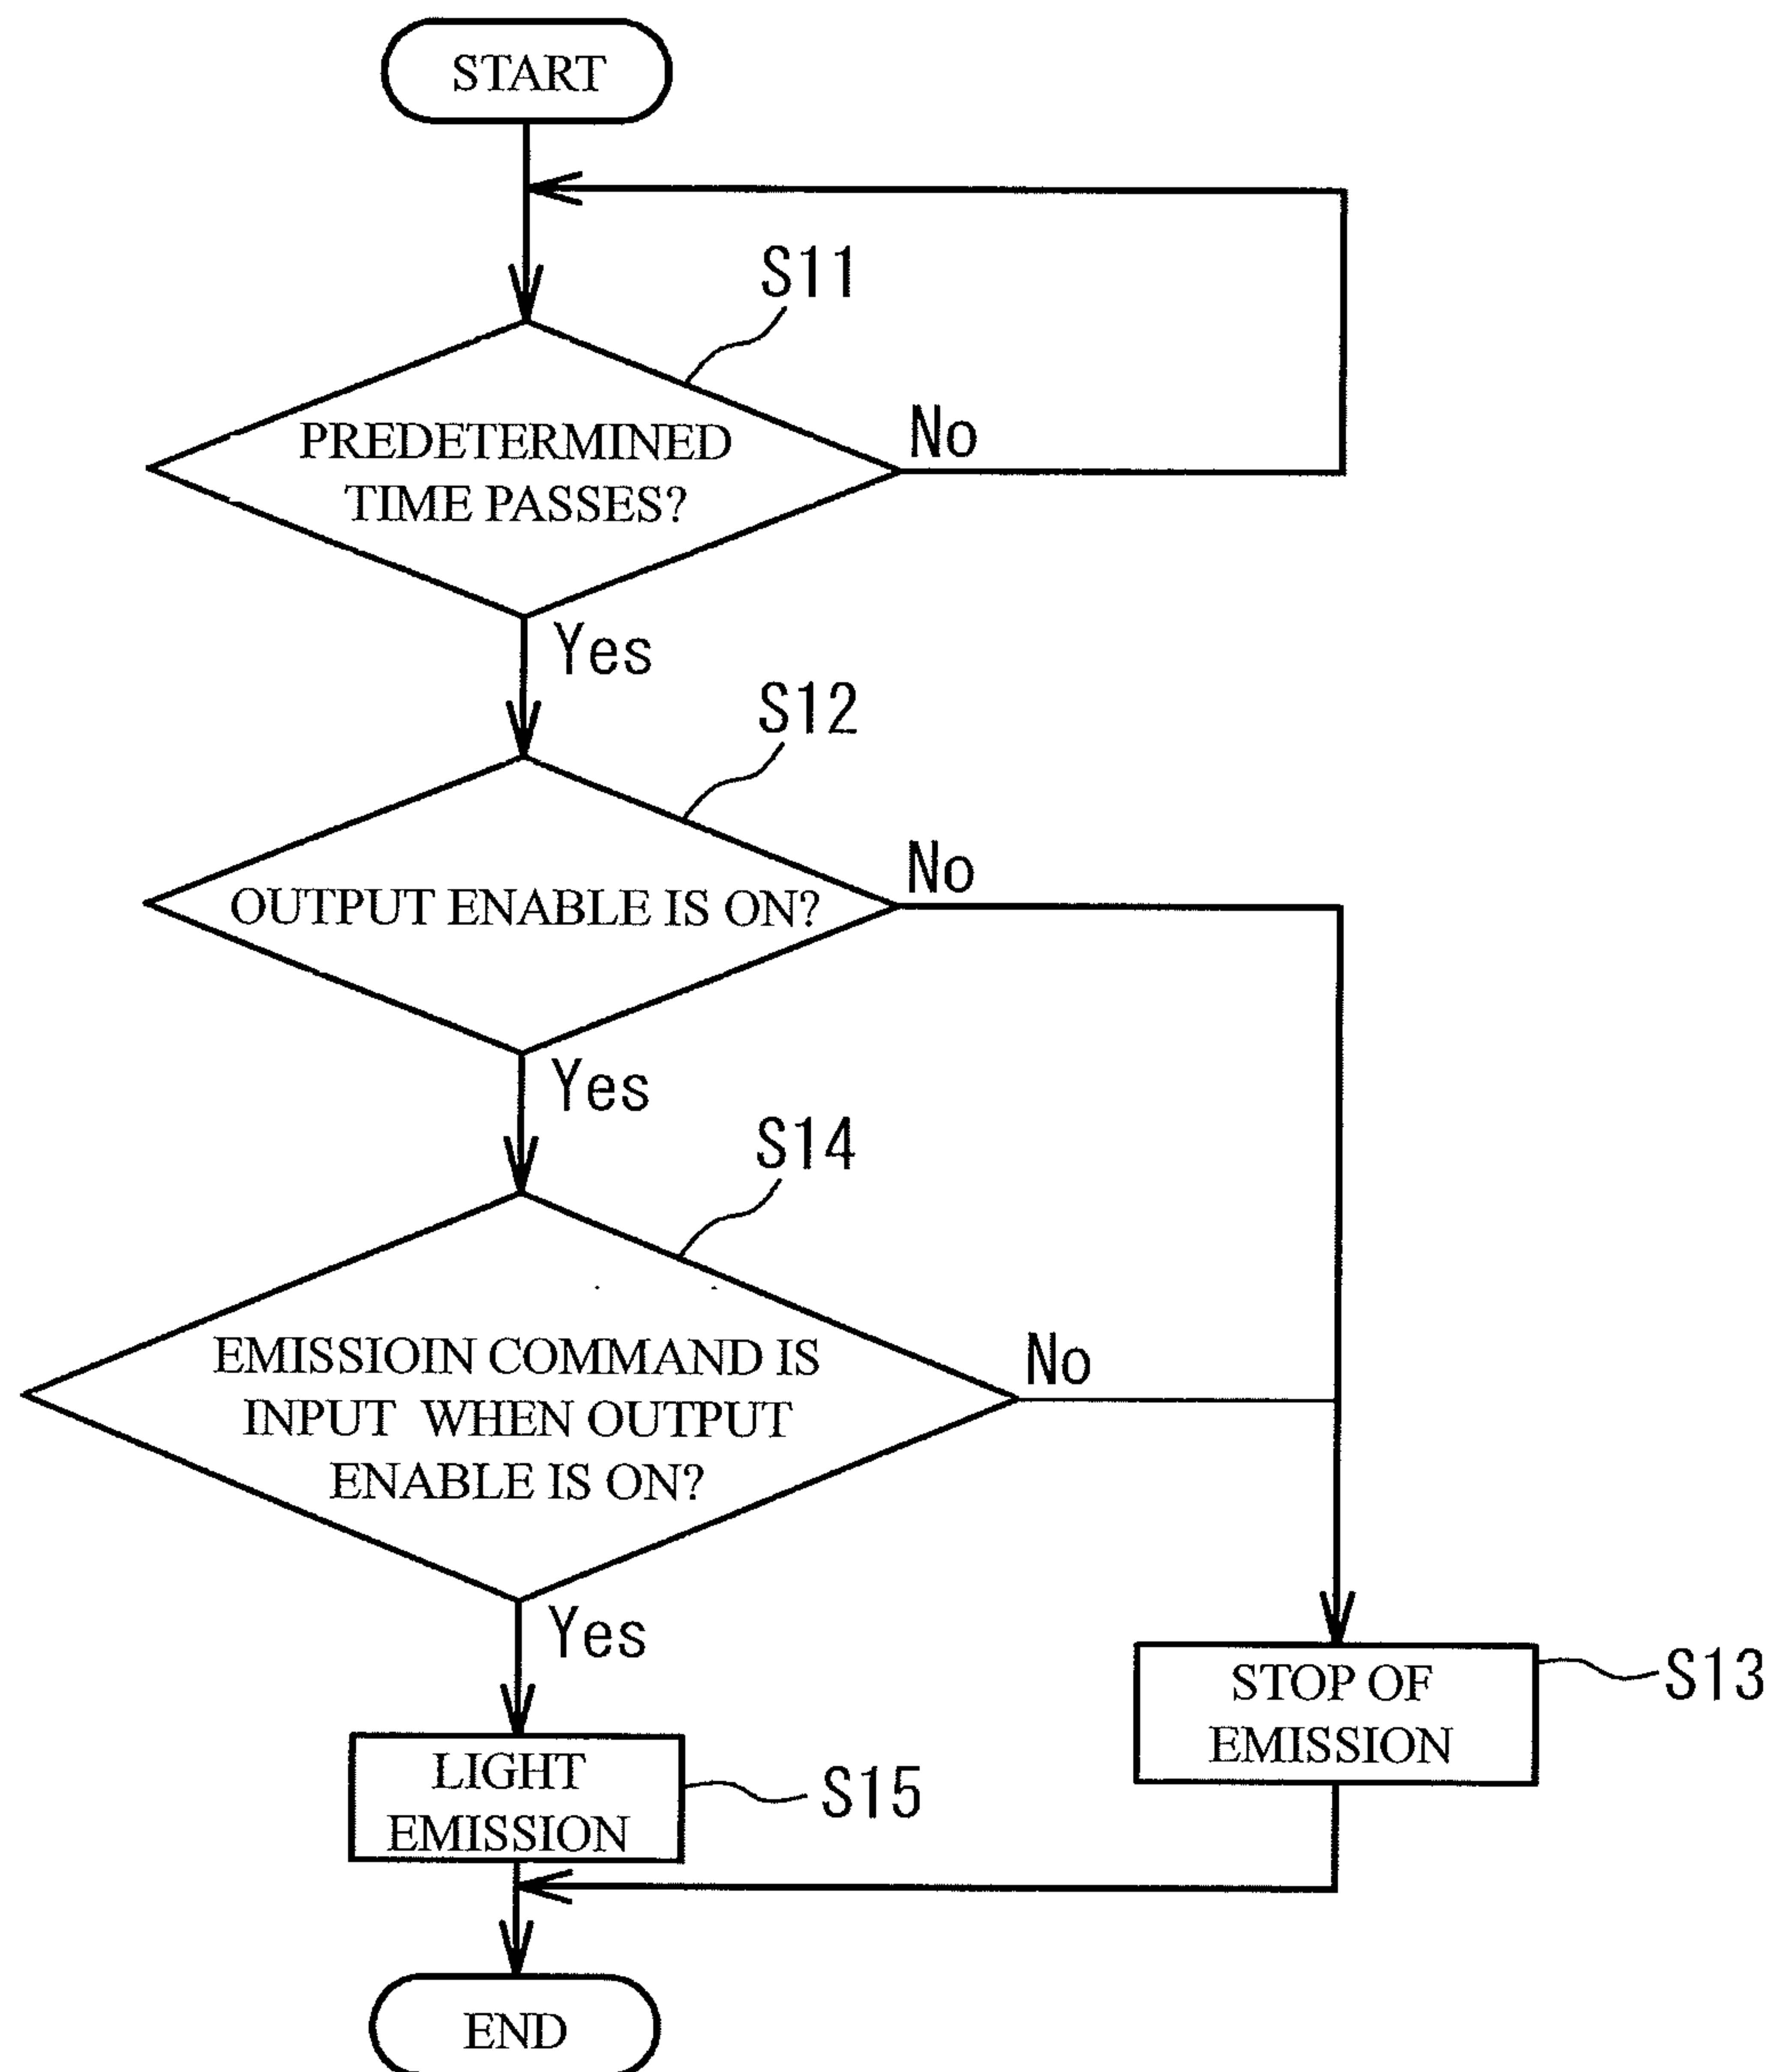 START
S11
PREDETERMINED
TIME PASSES?
No
Yes
S12
OUTPUT ENABLE IS ON?
No
Yes
S14
EMISSIOIN COMMAND IS
INPUT WHEN OUTPUT
ENABLE IS ON?
No
Yes
STOP OF
EMISSION
S13
LIGHT
EMISSION
S15
END